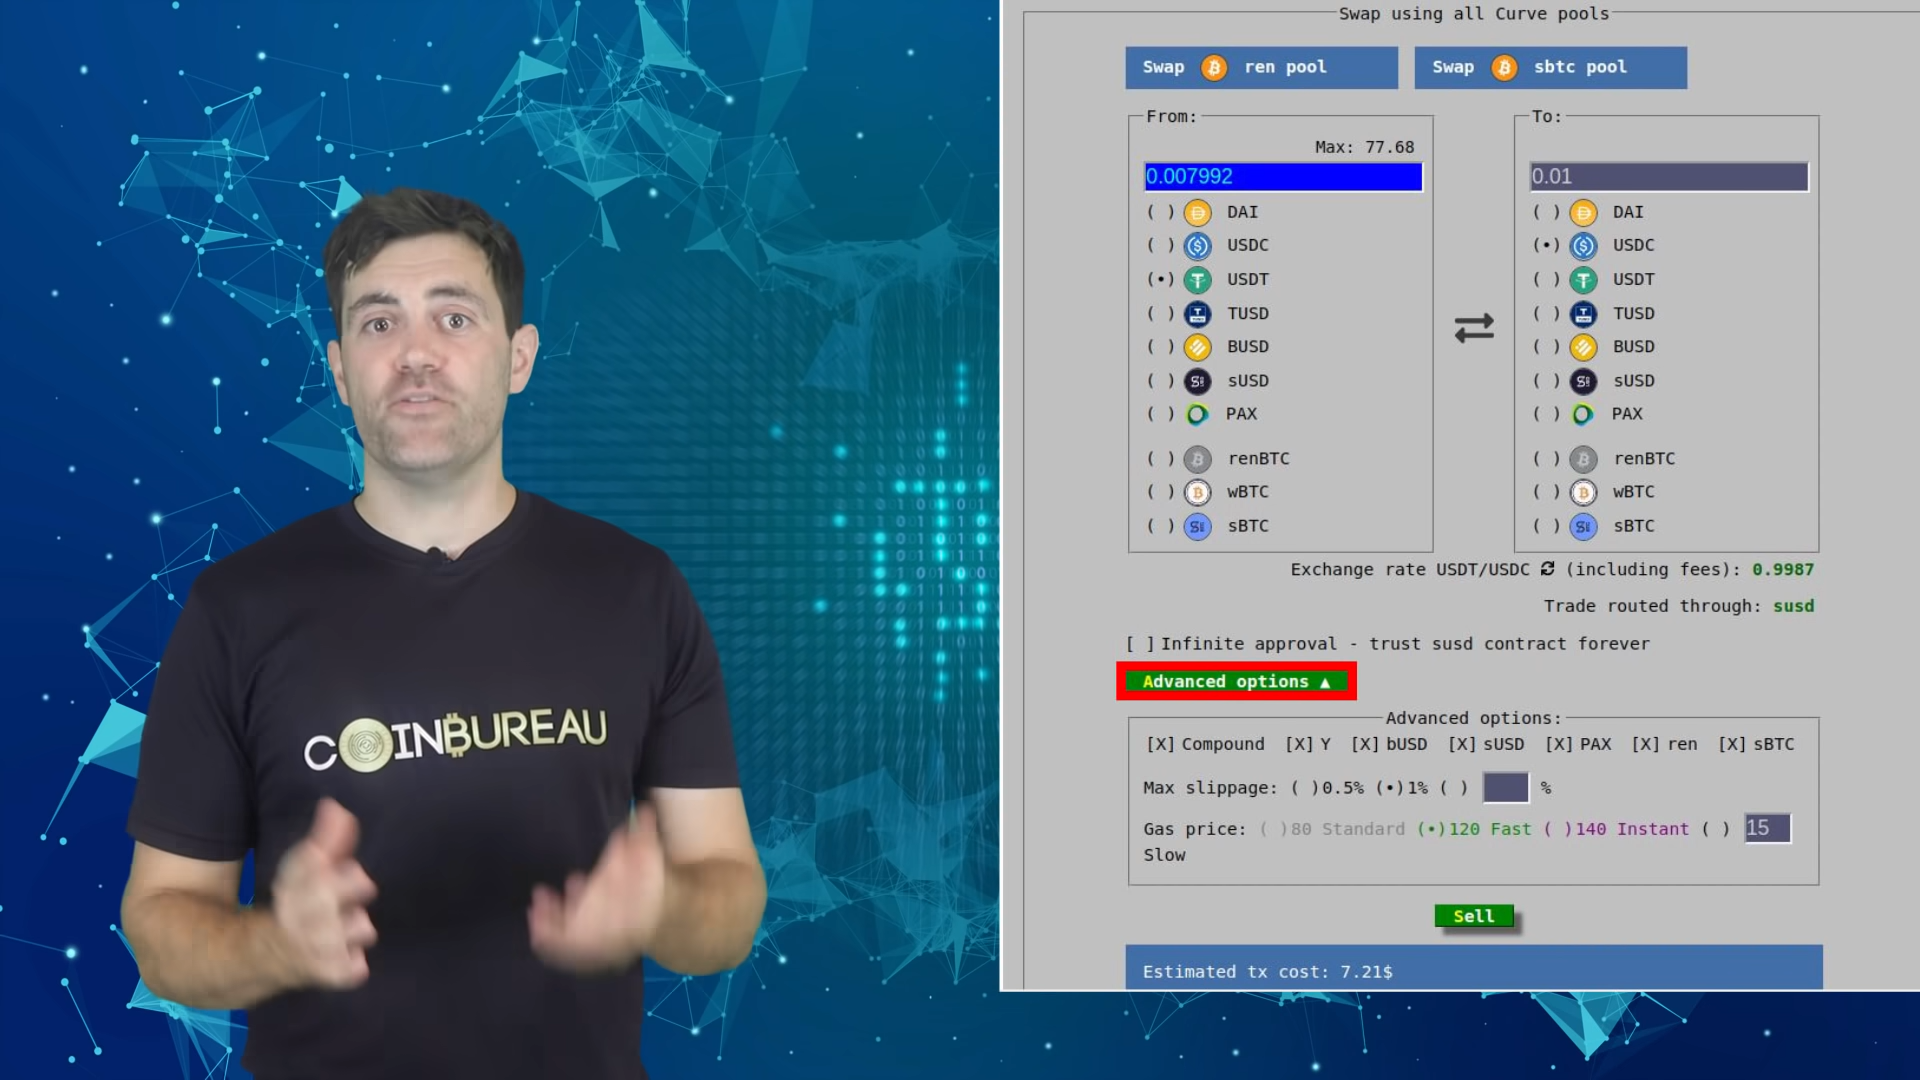 COINBUREAU
Swap using all Curve pools
Swap ren pool
Swap sbtc pool
From:
Max: 77.68
0.007992
( ) DAI
( ) USDC
(•) USDT
( ) TUSD
( ) BUSD
( ) sUSD
( ) PAX
( ) renBTC
( ) wBTC
( ) sBTC
To:
0.01
( ) DAI
(•) USDC
( ) USDT
( ) TUSD
( ) BUSD
( ) sUSD
( ) PAX
( ) renBTC
( ) wBTC
( ) sBTC
Exchange rate USDT/USDC (including fees): 0.9987
Trade routed through: susd
[ ] Infinite approval - trust susd contract forever
Advanced options ▲
Advanced options:
[X] Compound [X] Y [X] bUSD [X] sUSD [X] PAX [X] ren [X] sBTC
Max slippage: ( )0.5% (•)1% ( ) %
Gas price: ( )80 Standard (•)120 Fast ( )140 Instant ( ) 15
Slow
Sell
Estimated tx cost: 7.21$